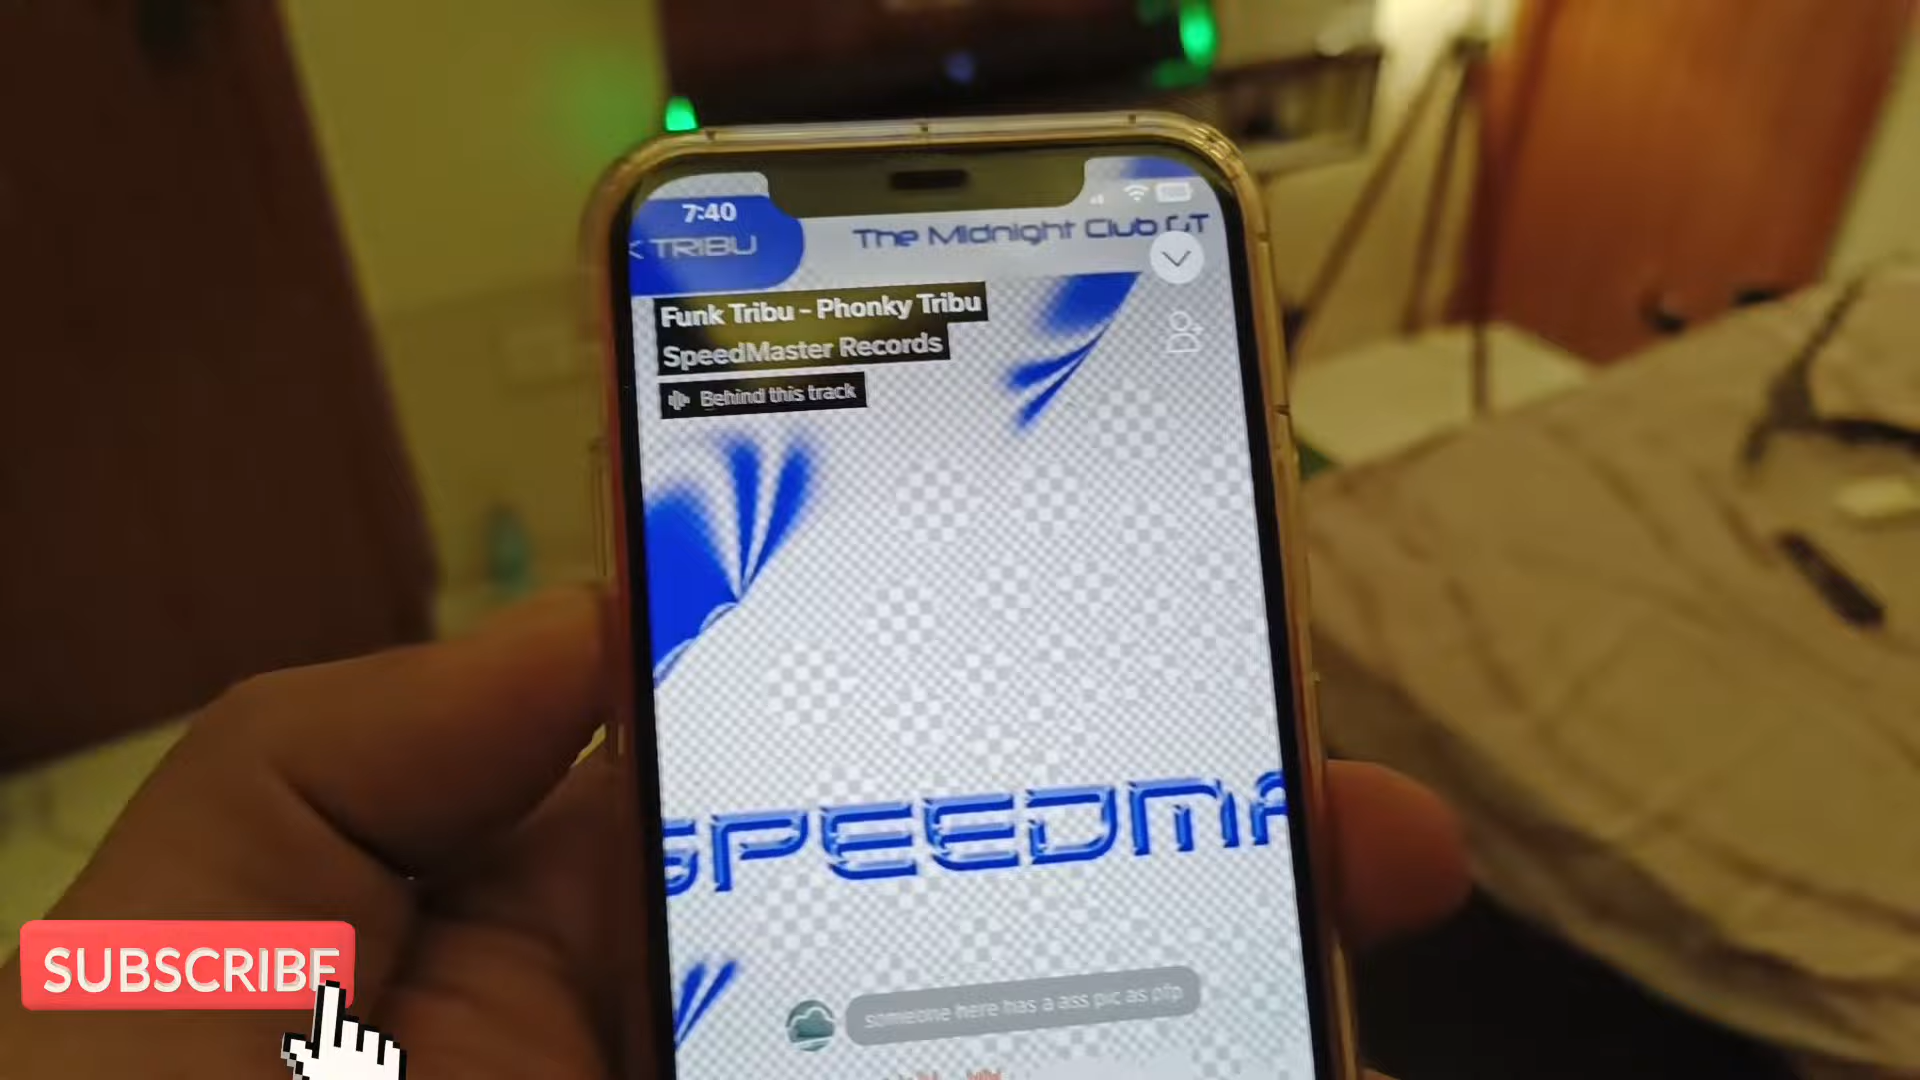 7:40
TRIBU
The Midnight Club GT
Funk Tribu - Phonky Tribu
SpeedMaster Records
Behind this track
SPEEDMA
someone here has a ass pic as pfp
SUBSCRIBE